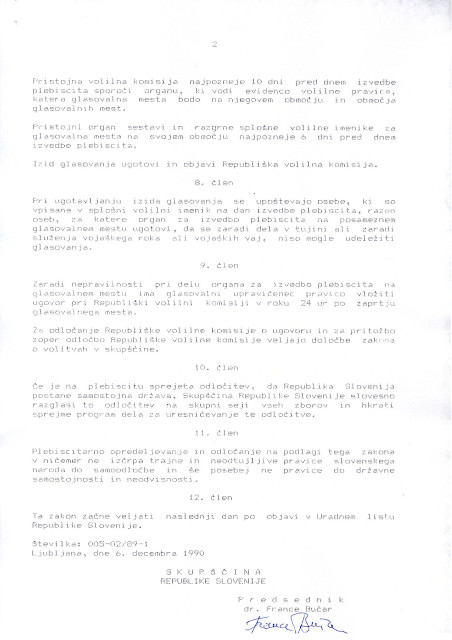 2
Pristojna volilna komisija najpozneje 10 dni pred dnem izvedbe
plebiscita sporoči organu, ki vodi evidenco volilne pravice,
katera glasovalna mesta bodo na njegovem območju in območja
glasovalnih mest.
Pristojni organ sestavi in razgrne splošne volilne imenike za
glasovalna mesta na svojem območju najpozneje 6 dni pred dnem
izvedbe plebiscita.
Izid glasovanja ugotovi in objavi Republiška volilna komisija.
8. člen
Pri ugotavljanju izida glasovanja se upoštevajo osebe, ki so
vpisane v splošni volilni imenik na dan izvedbe plebiscita, razen
oseb, za katere organ za izvedbo plebiscita na posameznem
glasovalnem mestu ugotovi, da se zaradi dela v tujini ali zaradi
služenja vojaškega roka ali vojaških vaj, niso mogle udeležiti
glasovanja.
9. člen
Zaradi nepravilnosti pri delu organa za izvedbo plebiscita na
glasovalnem mestu ima glasovalni upravičenec pravico vložiti
ugovor pri Republiški volilni komisiji v roku 24 ur po zaprtju
glasovalnega mesta.
Za odločanje Republiške volilne komisije o ugovoru in za pritožbo
zoper odločbo Republiške volilne komisije veljajo določbe zakona
o volitvah v skupščine.
10. člen
Če je na plebiscitu sprejeta odločitev, da Republika Slovenija
postane samostojna država, Skupščina Republike Slovenije slovesno
razglasi to odločitev na skupni seji vseh zborov in hkrati
sprejme program dela za uresničevanje te odločitve.
11. člen
Plebiscitarno opredeljevanje in odločanje na podlagi tega zakona
v ničemer ne izčrpa trajne in neodtujljive pravice slovenskega
naroda do samoodločbe in še posebej ne pravice do državne
samostojnosti in neodvisnosti.
12. člen
Ta zakon začne veljati naslednji dan po objavi v Uradnem listu
Republike Slovenije.
Številka: 005-02/89-1
Ljubljana, dne 6. decembra 1990
S K U P Š Č I N A
REPUBLIKE SLOVENIJE
P r e d s e d n i k
dr. France Bučar
France Bučar